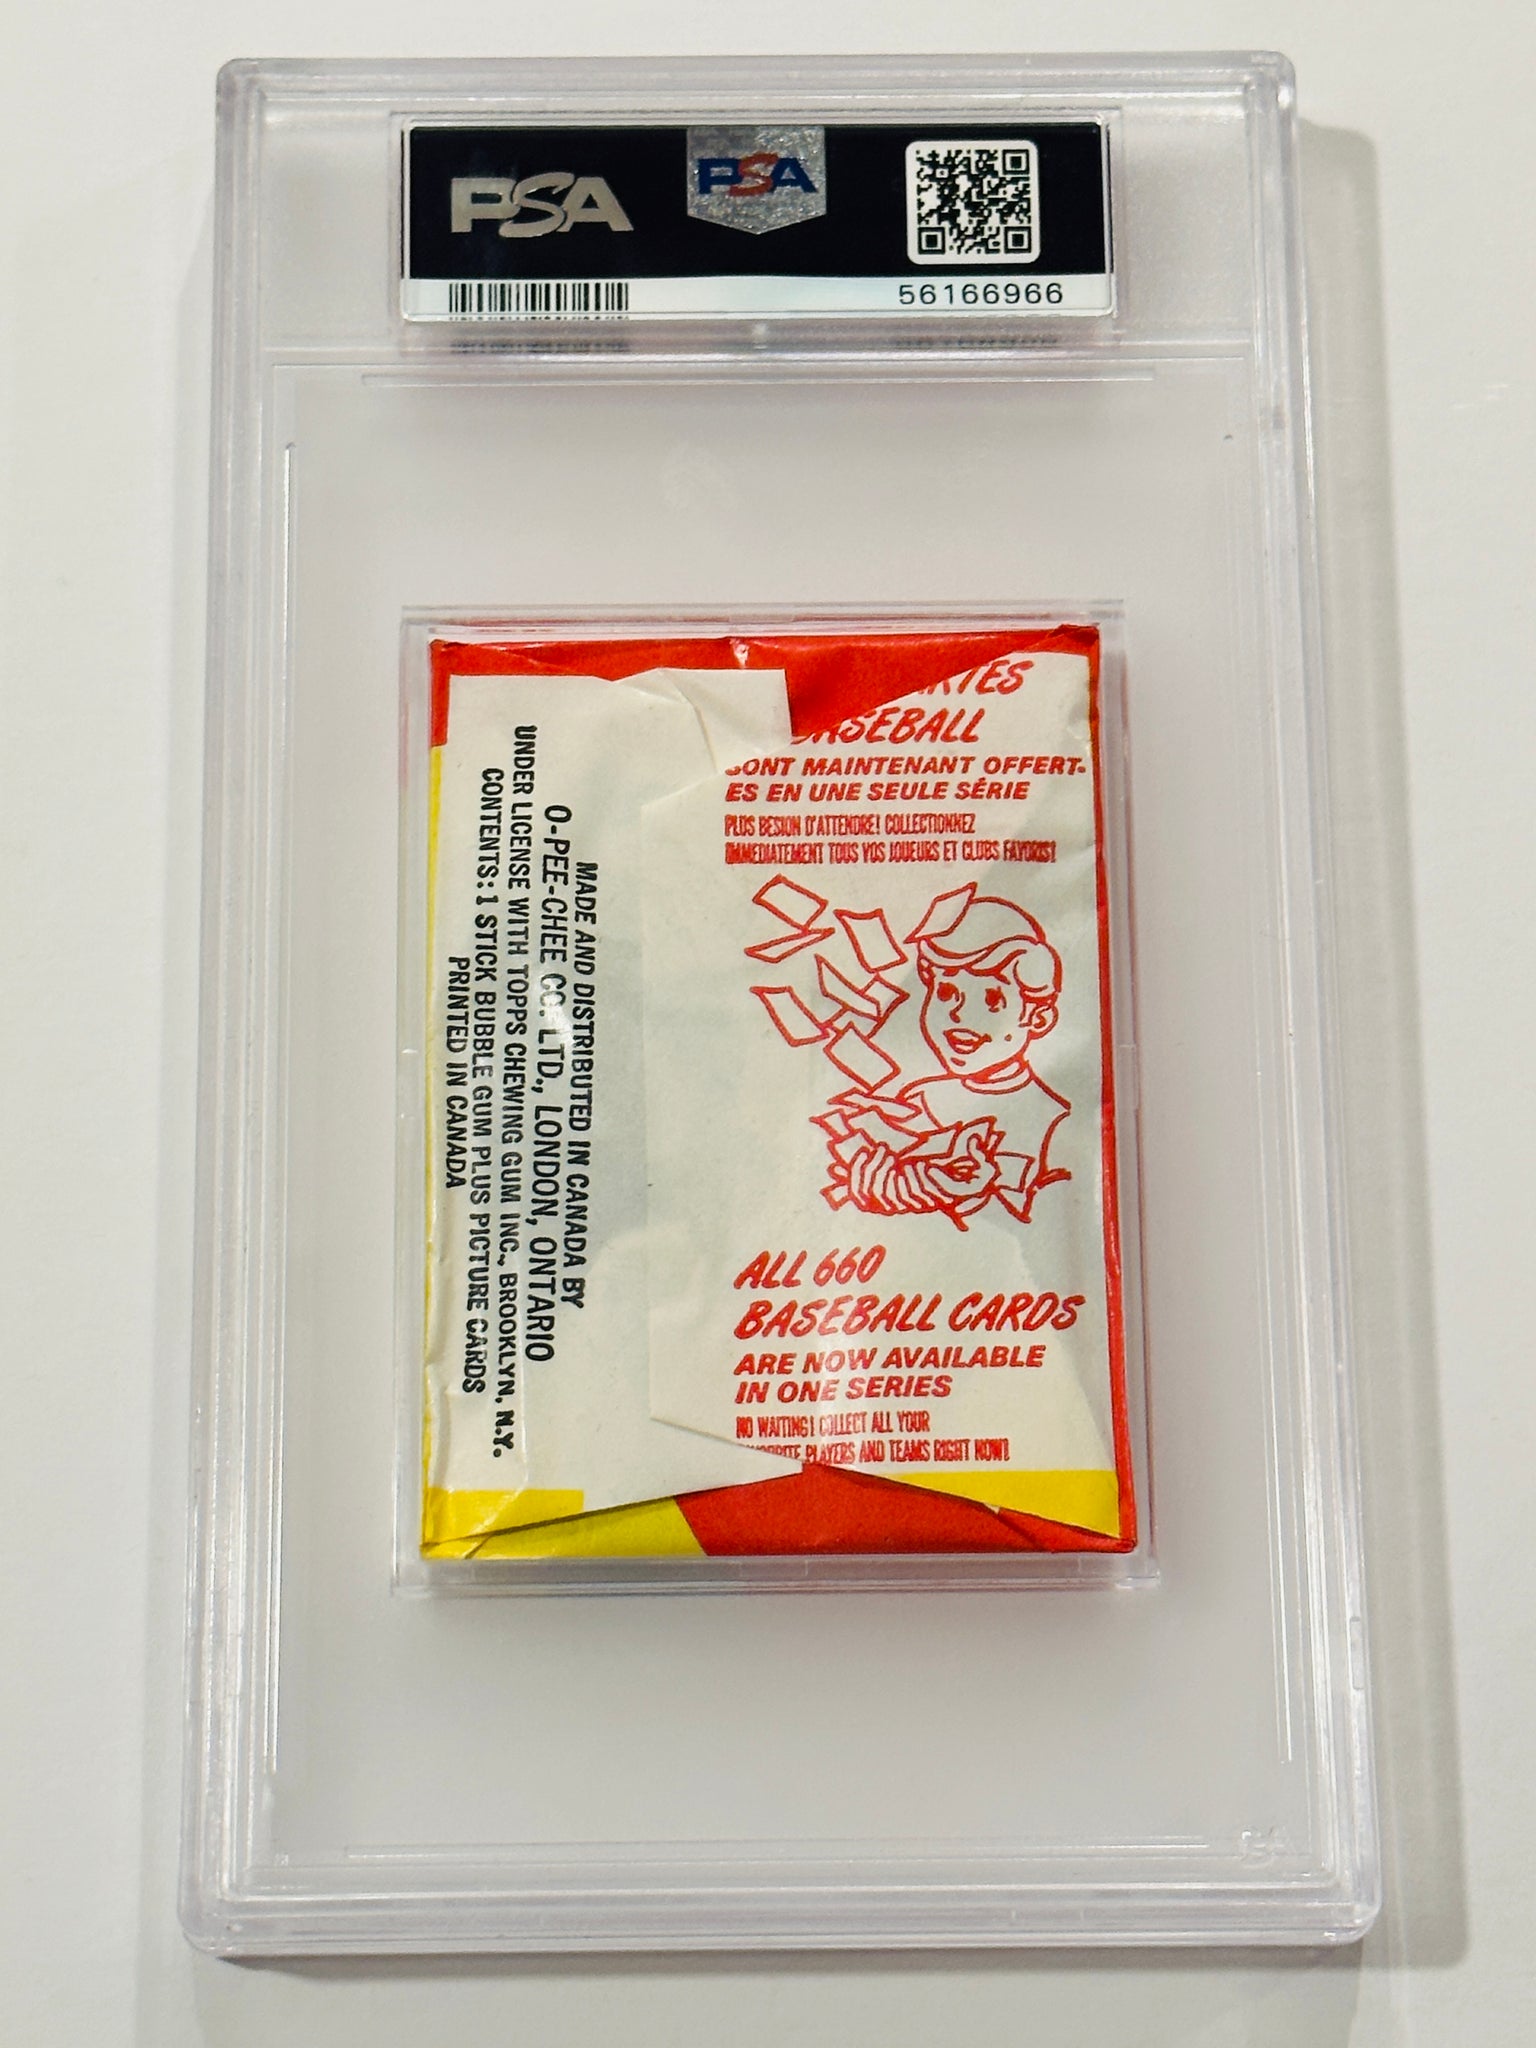 PSA
PSA
56166966
BASEBALL
SONT MAINTENANT OFFERT-
ES EN UNE SEULE SÉRIE
PLUS BESION D'ATTENDRE! COLLECTIONNEZ
IMMEDIATEMENT TOUS VOS JOUEURS ET CLUBS FAVORIS!
ALL 660
BASEBALL CARDS
ARE NOW AVAILABLE
IN ONE SERIES
NO WAITING! COLLECT ALL YOUR
FAVORITE PLAYERS AND TEAMS RIGHT NOW!
MADE AND DISTRIBUTED IN CANADA BY
O-PEE-CHEE CO. LTD., LONDON, ONTARIO
UNDER LICENSE WITH TOPPS CHEWING GUM INC., BROOKLYN, N.Y.
CONTENTS: 1 STICK BUBBLE GUM PLUS PICTURE CARDS
PRINTED IN CANADA